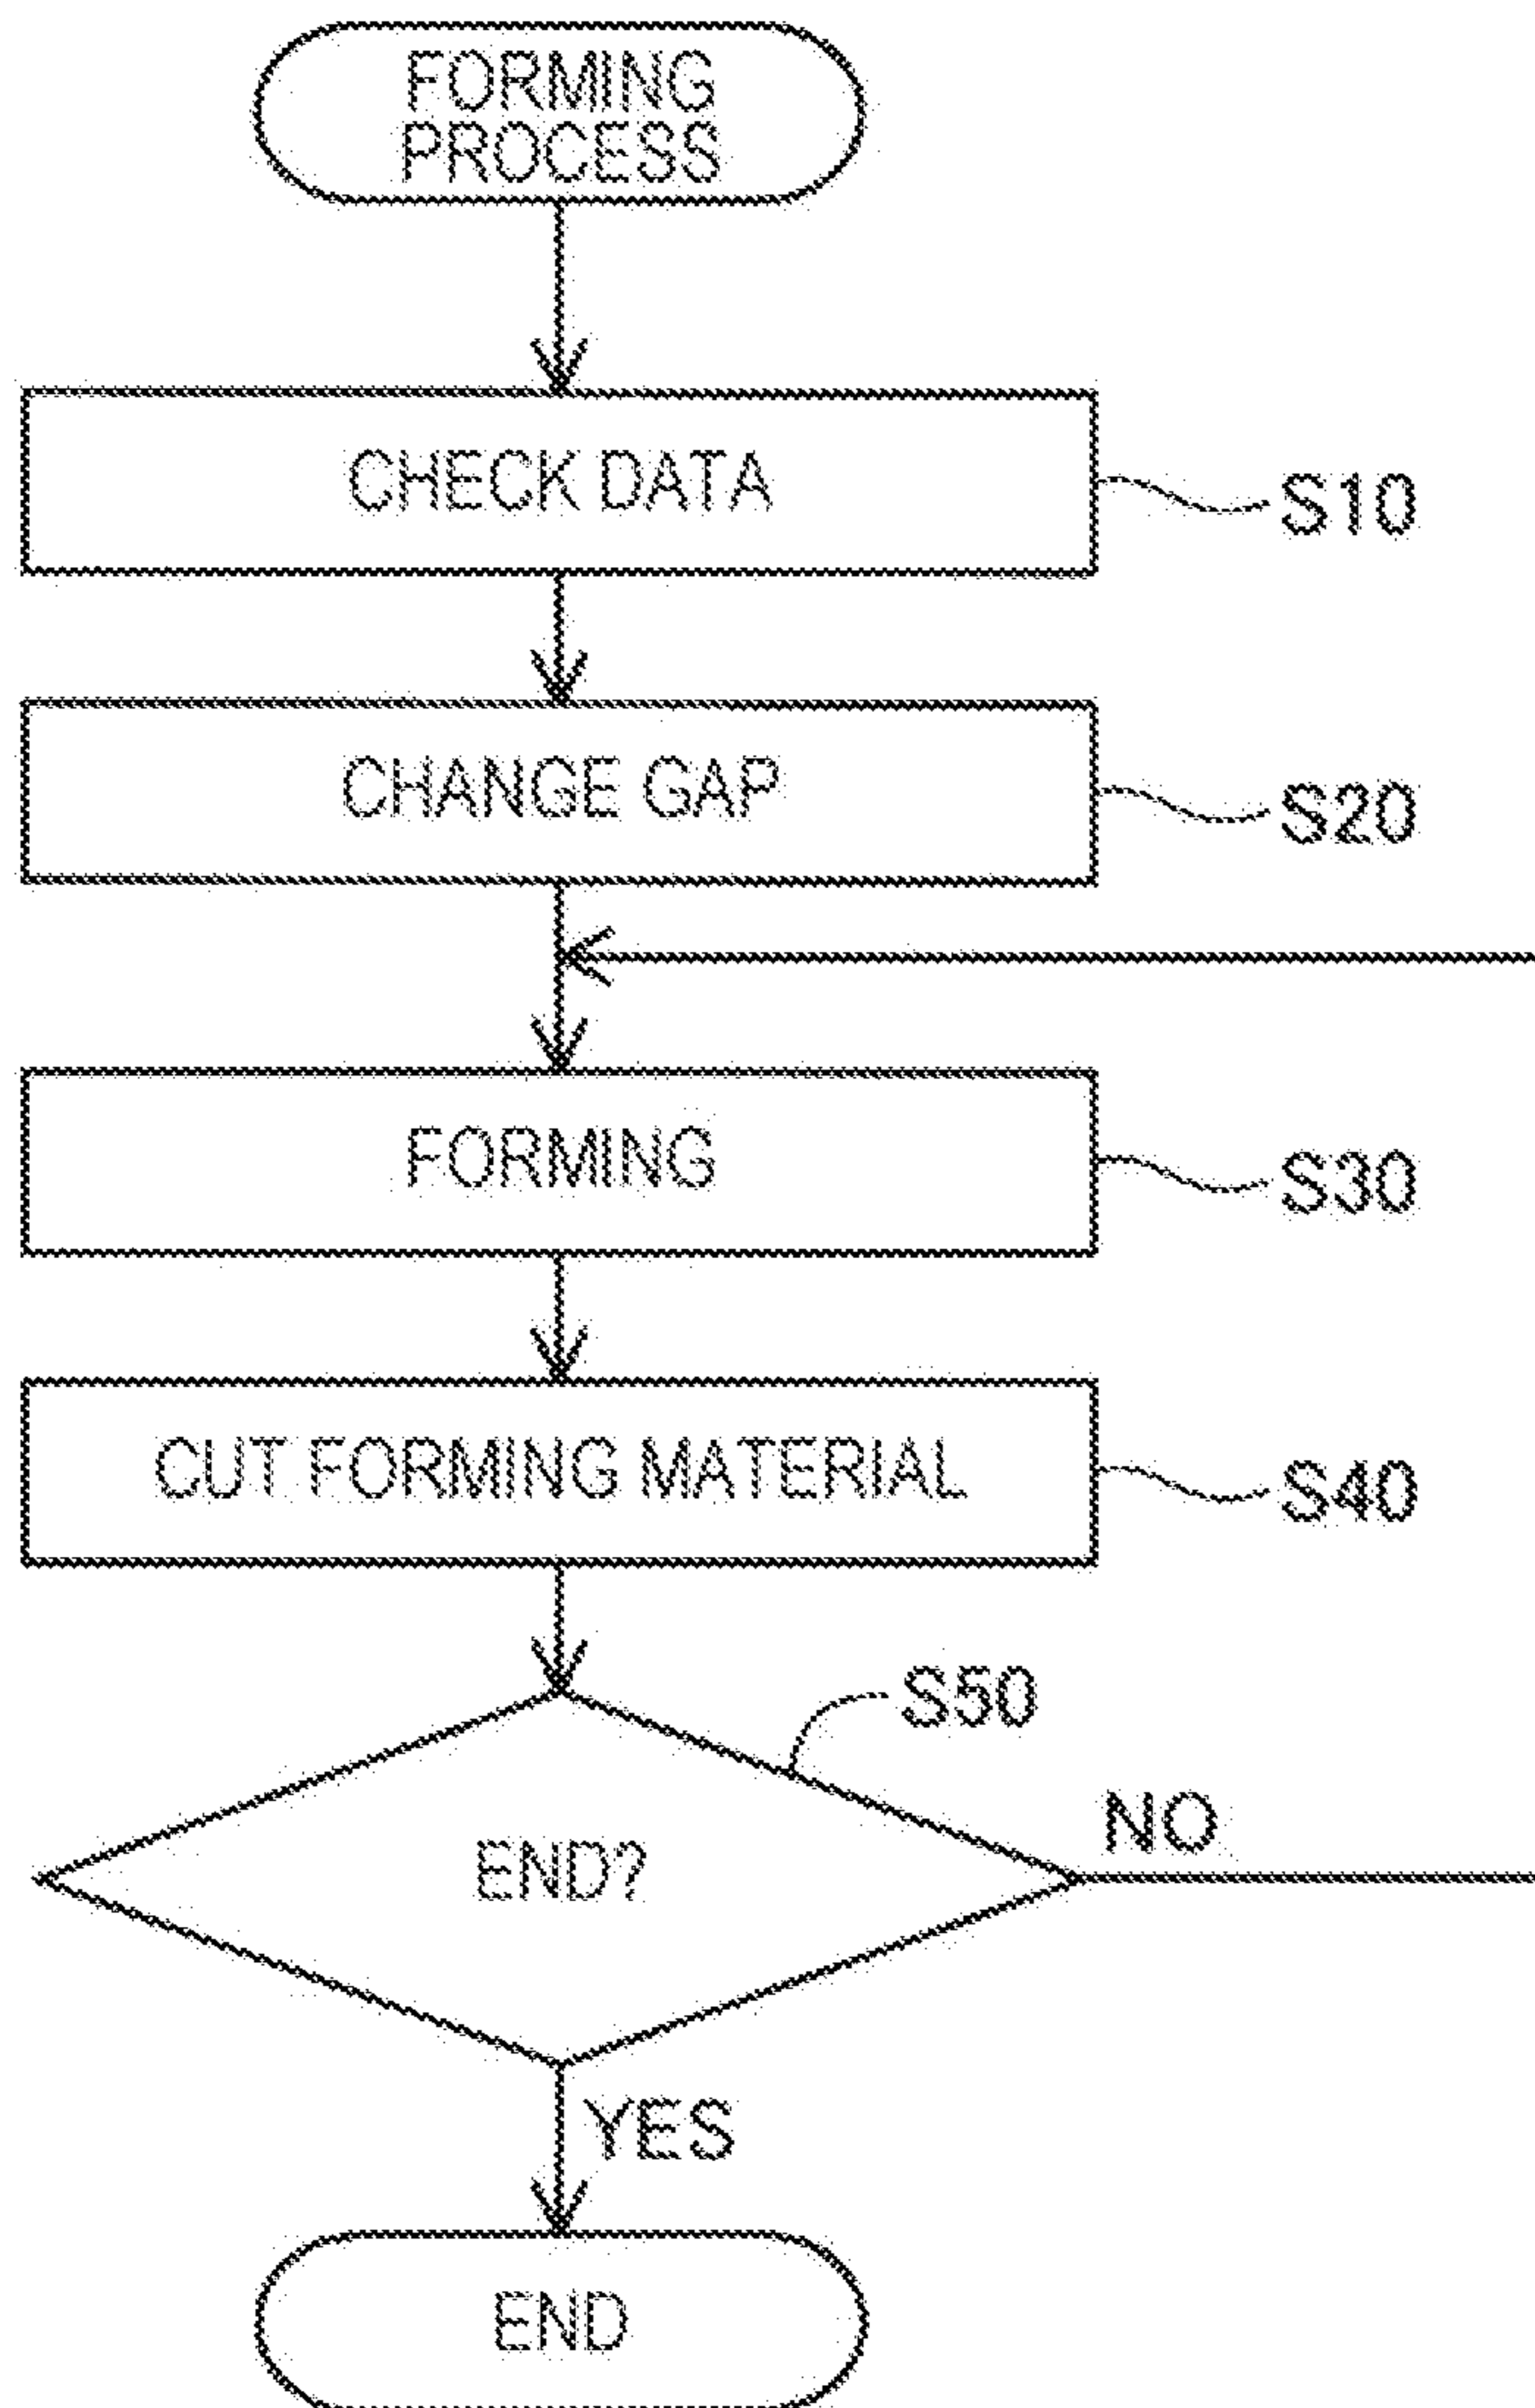 FORMING
PROCESS
CHECK DATA
S10
CHANGE GAP
S20
FORMING
S30
CUT FORMING MATERIAL
S40
S50
END?
NO
YES
END